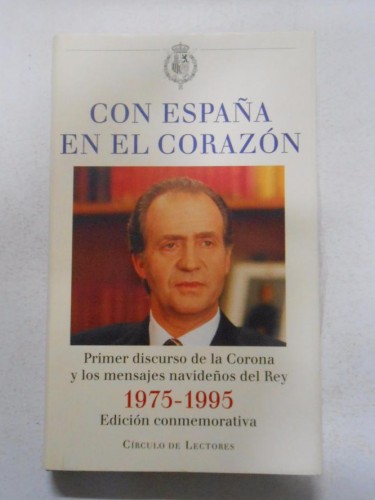 CON ESPAÑA
EN EL CORAZÓN
Primer discurso de la Corona
y los mensajes navideños del Rey
1975-1995
Edición conmemorativa
CÍRCULO DE LECTORES